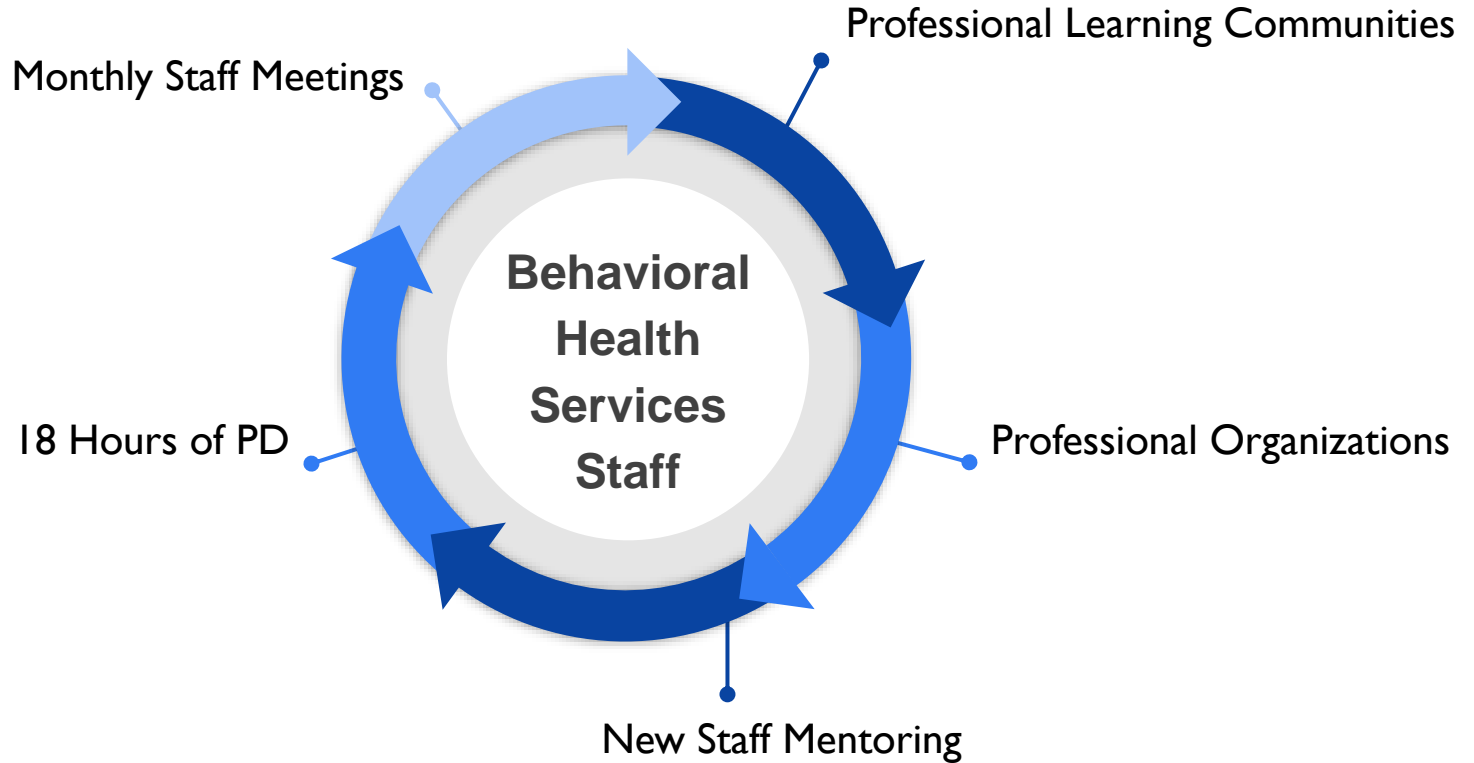 Professional Learning Communities
Monthly Staff Meetings
Behavioral
Health
Services
Staff
18 Hours of PD
Professional Organizations
New Staff Mentoring